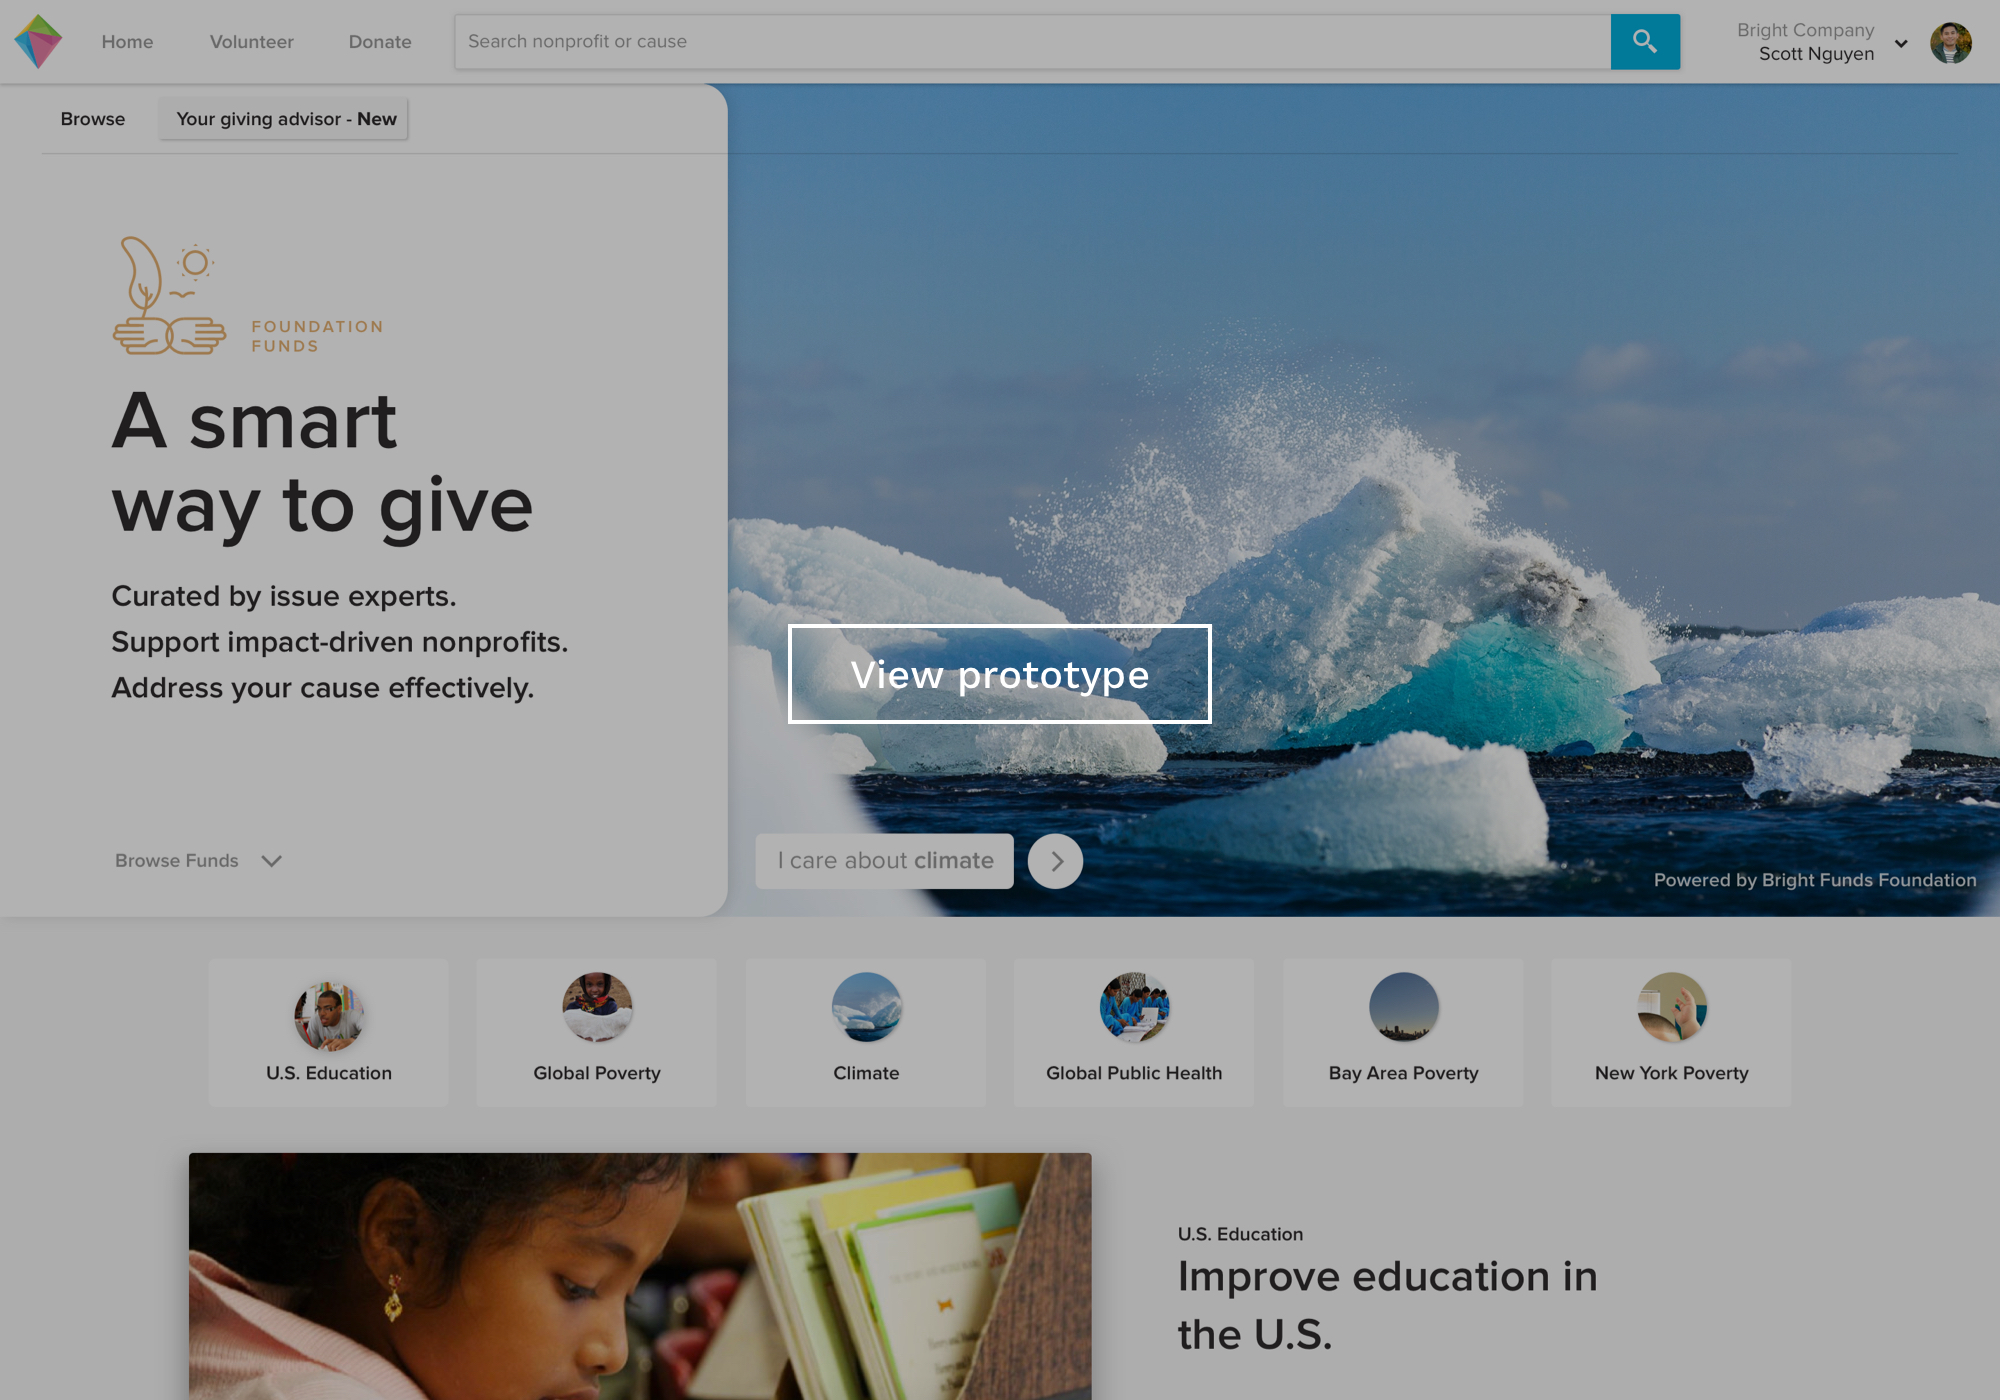 Home
Volunteer
Donate
Search nonprofit or cause
Bright Company
Scott Nguyen
Browse
Your giving advisor - New
FOUNDATION
FUNDS
A smart
way to give
Curated by issue experts.
Support impact-driven nonprofits.
Address your cause effectively.
View prototype
Browse Funds
I care about climate
Powered by Bright Funds Foundation
U.S. Education
Global Poverty
Climate
Global Public Health
Bay Area Poverty
New York Poverty
U.S. Education
Improve education in
the U.S.